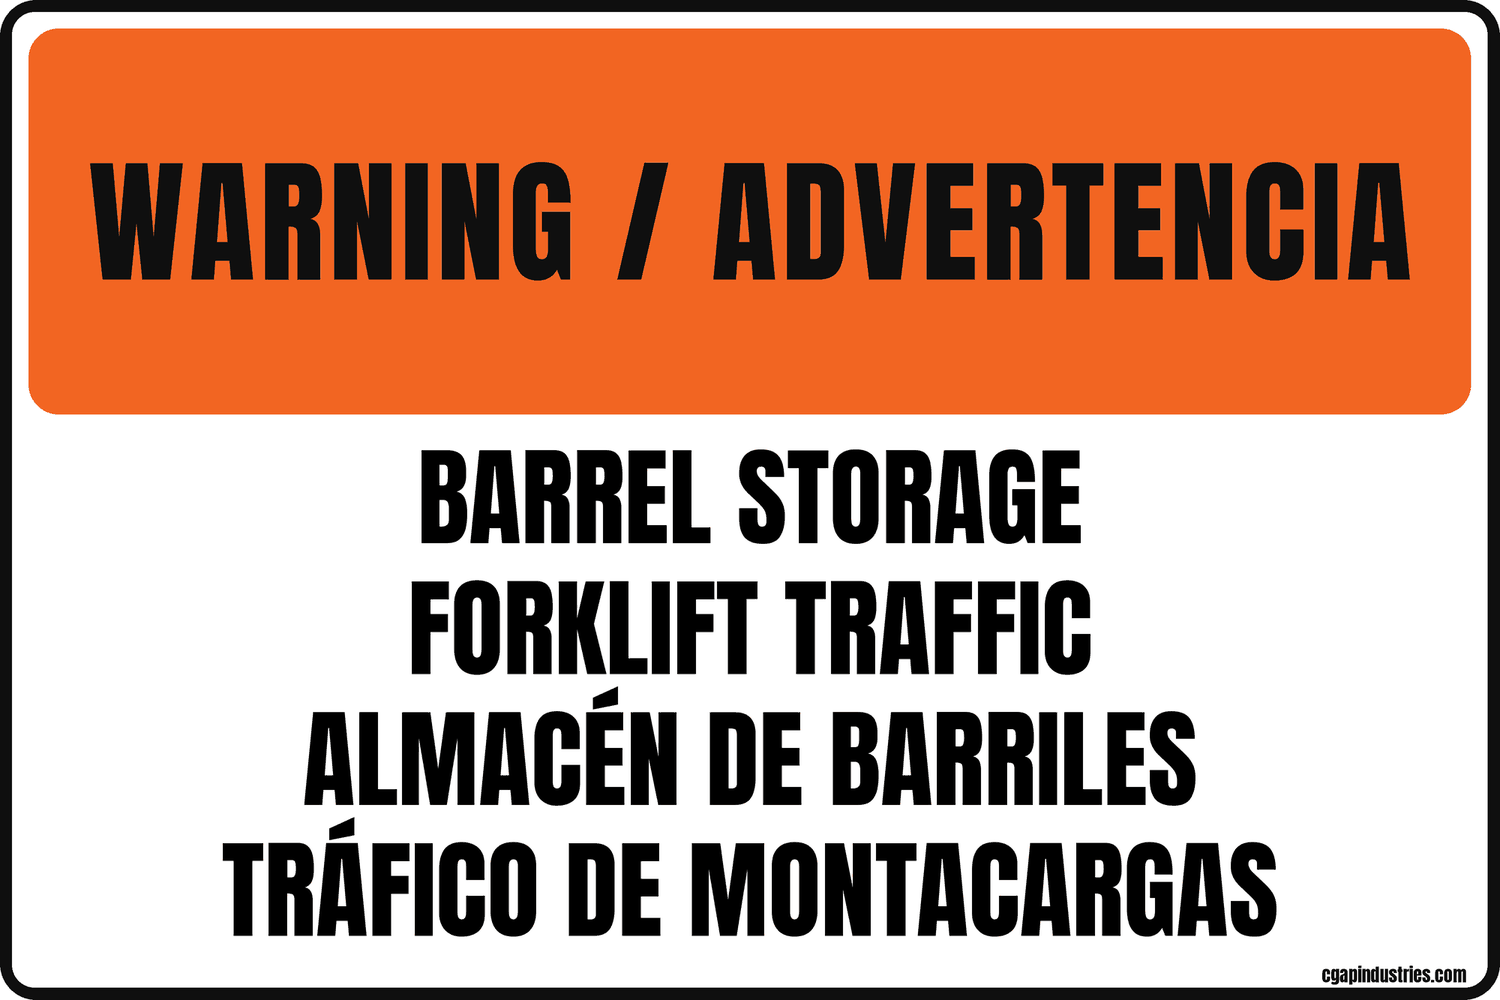 WARNING / ADVERTENCIA
BARREL STORAGE
FORKLIFT TRAFFIC
ALMACÉN DE BARRILES
TRÁFICO DE MONTACARGAS
cgapindustries.com